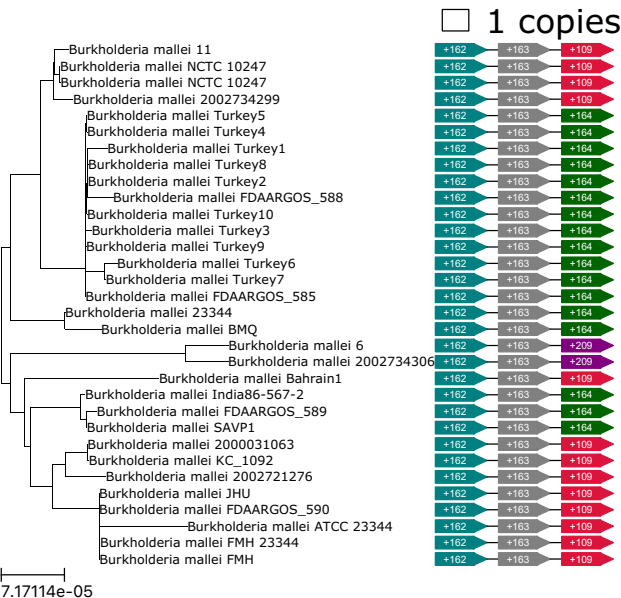 1 copies
Burkholderia mallei 11 +162 +163 +109
Burkholderia mallei NCTC 10247 +162 +163 +109
Burkholderia mallei NCTC 10247 +162 +163 +109
Burkholderia mallei 2002734299 +162 +163 +109
Burkholderia mallei Turkey5 +162 +163 +164
Burkholderia mallei Turkey4 +162 +163 +164
Burkholderia mallei Turkey1 +162 +163 +164
Burkholderia mallei Turkey8 +162 +163 +164
Burkholderia mallei Turkey2 +162 +163 +164
Burkholderia mallei FDAARGOS_588 +162 +163 +164
Burkholderia mallei Turkey10 +162 +163 +164
Burkholderia mallei Turkey3 +162 +163 +164
Burkholderia mallei Turkey9 +162 +163 +164
Burkholderia mallei Turkey6 +162 +163 +164
Burkholderia mallei Turkey7 +162 +163 +164
Burkholderia mallei FDAARGOS_585 +162 +163 +164
Burkholderia mallei 23344 +162 +163 +164
Burkholderia mallei BMQ +162 +163 +164
Burkholderia mallei 6 +162 +163 +209
Burkholderia mallei 2002734306 +162 +163 +209
Burkholderia mallei Bahrain1 +162 +163 +109
Burkholderia mallei India86-567-2 +162 +163 +164
Burkholderia mallei FDAARGOS_589 +162 +163 +164
Burkholderia mallei SAVP1 +162 +163 +164
Burkholderia mallei 2000031063 +162 +163 +109
Burkholderia mallei KC_1092 +162 +163 +109
Burkholderia mallei 2002721276 +162 +163 +109
Burkholderia mallei JHU +162 +163 +109
Burkholderia mallei FDAARGOS_590 +162 +163 +109
Burkholderia mallei ATCC 23344 +162 +163 +109
Burkholderia mallei FMH 23344 +162 +163 +109
Burkholderia mallei FMH +162 +163 +109
7.17114e-05